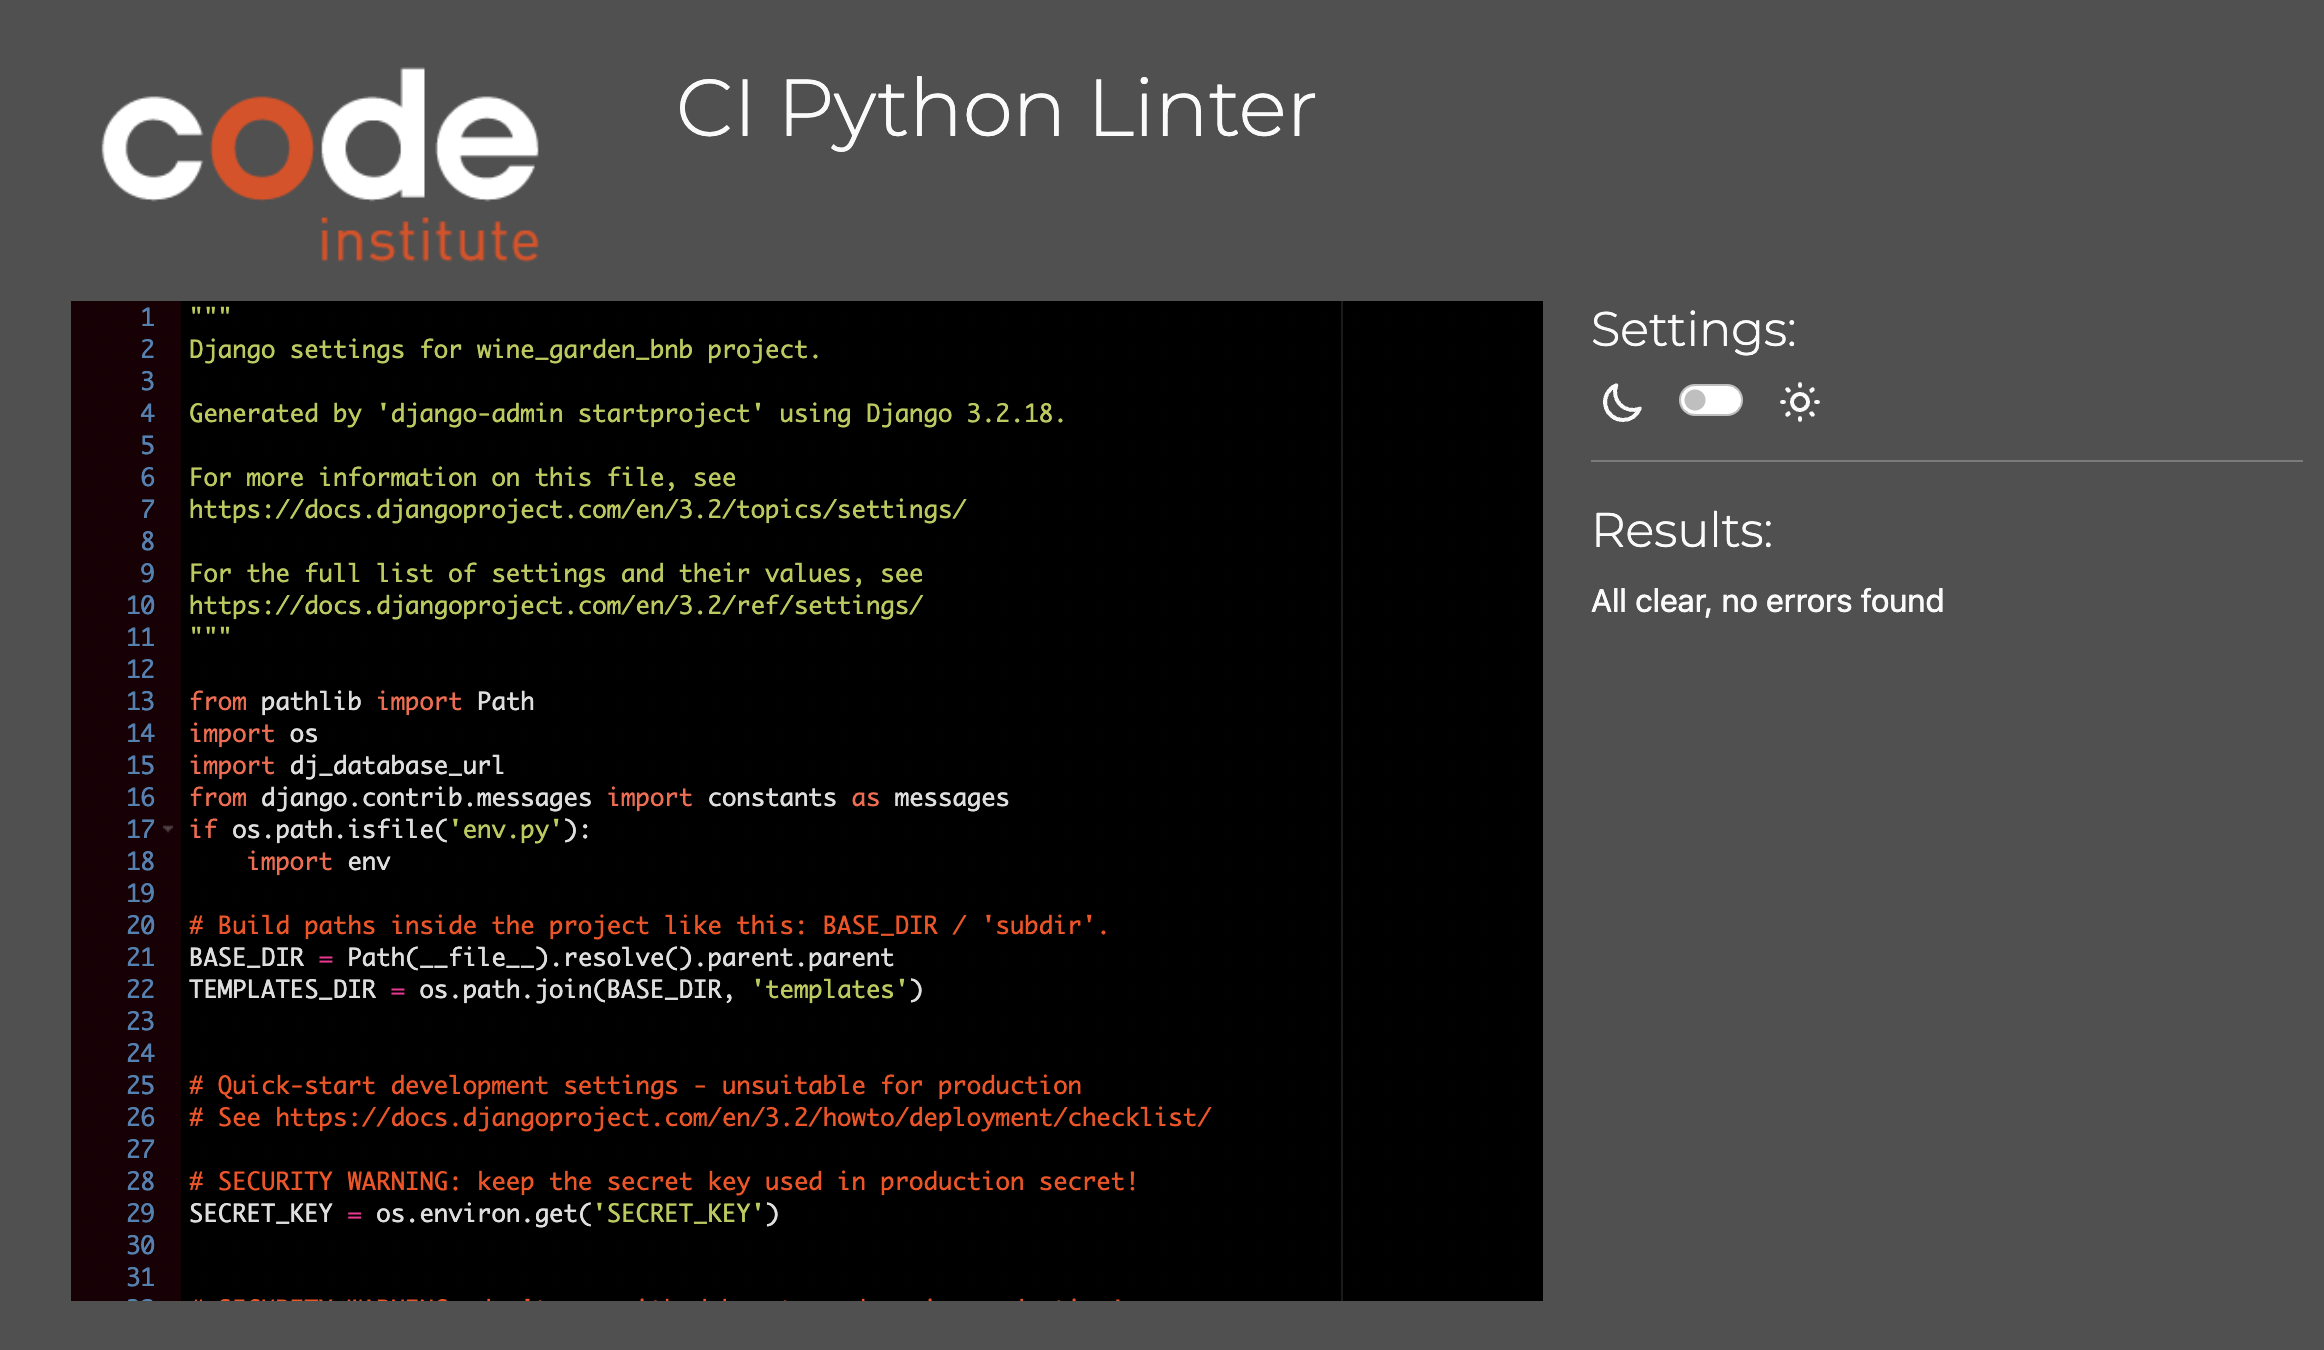 code
institute
CI Python Linter
1 """
2 Django settings for wine_garden_bnb project.
3
4 Generated by 'django-admin startproject' using Django 3.2.18.
5
6 For more information on this file, see
7 https://docs.djangoproject.com/en/3.2/topics/settings/
8
9 For the full list of settings and their values, see
10 https://docs.djangoproject.com/en/3.2/ref/settings/
11 """
12
13 from pathlib import Path
14 import os
15 import dj_database_url
16 from django.contrib.messages import constants as messages
17 if os.path.isfile('env.py'):
18     import env
19
20 # Build paths inside the project like this: BASE_DIR / 'subdir'.
21 BASE_DIR = Path(__file__).resolve().parent.parent
22 TEMPLATES_DIR = os.path.join(BASE_DIR, 'templates')
23
24
25 # Quick-start development settings - unsuitable for production
26 # See https://docs.djangoproject.com/en/3.2/howto/deployment/checklist/
27
28 # SECURITY WARNING: keep the secret key used in production secret!
29 SECRET_KEY = os.environ.get('SECRET_KEY')
30
31
Settings:
Results:
All clear, no errors found